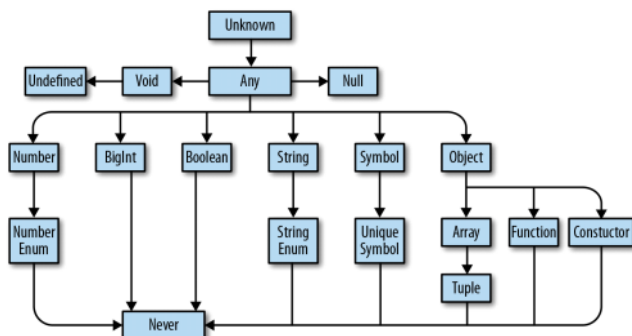 Unknown
Undefined
Void
Any
Null
Number
BigInt
Boolean
String
Symbol
Object
Number
Enum
String
Enum
Unique
Symbol
Array
Function
Constuctor
Tuple
Never